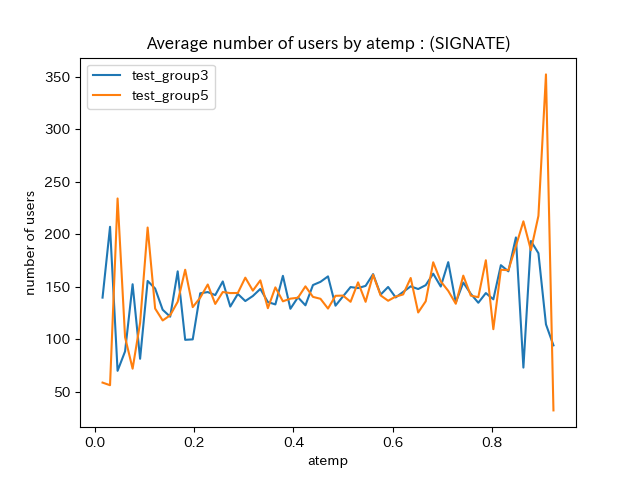 Average number of users by atemp : (SIGNATE)
test_group3
test_group5
number of users
350
300
250
200
150
100
50
0.0
0.2
0.4
0.6
0.8
atemp